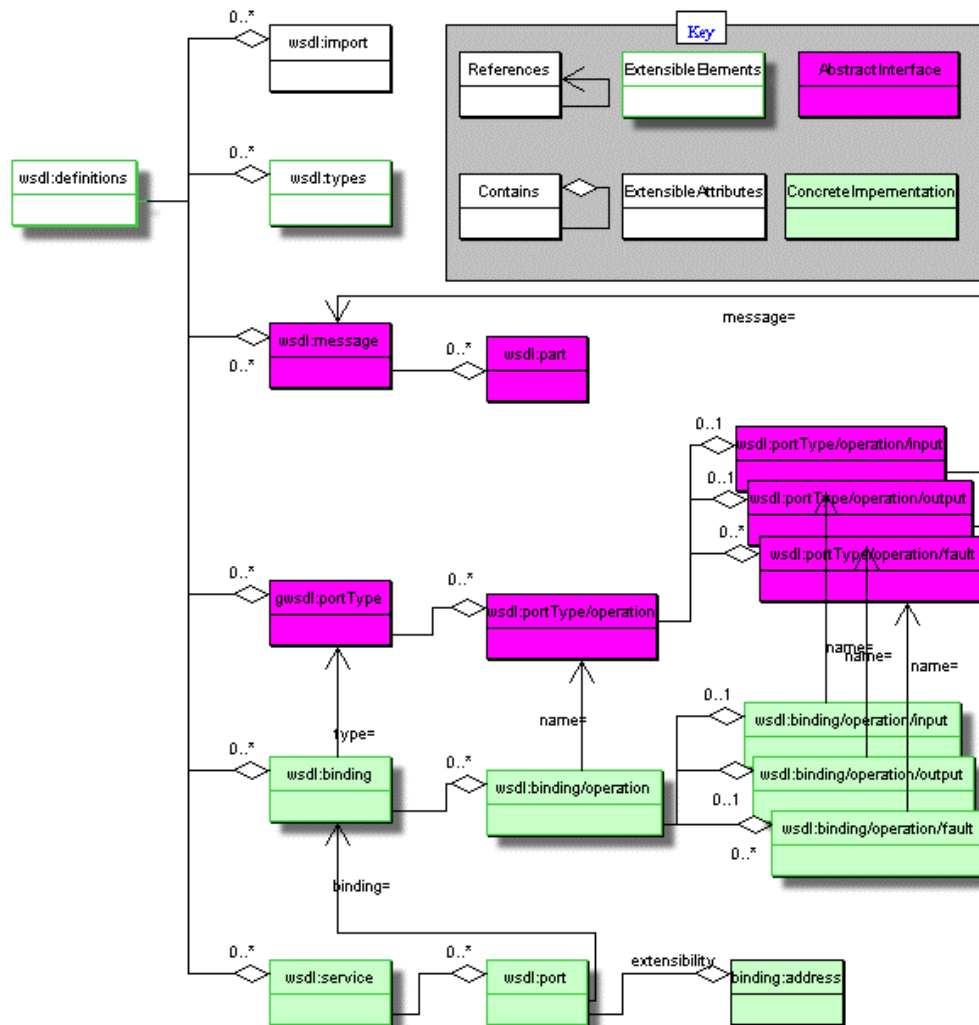 0..*
wsdl:import
Key
References
ExtensibleElements
AbstractInterface
0..*
wsdl:definitions
wsdl:types
Contains
ExtensibleAttributes
ConcreteImpementation
message=
wsdl:message
0..*
0..*
wsdl:part
0..1
wsdl:portType/operation/input
0..1
wsdl:portType/operation/output
0..*
wsdl:portType/operation/fault
0..*
gwsdl:portType
0..*
wsdl:portType/operation
name=
name=
name=
0..1
wsdl:binding/operation/input
type=
name=
0..*
wsdl:binding
0..*
wsdl:binding/operation
wsdl:binding/operation/output
0..1
wsdl:binding/operation/fault
0..*
binding=
0..*
wsdl:service
0..*
wsdl:port
extensibility
binding:address